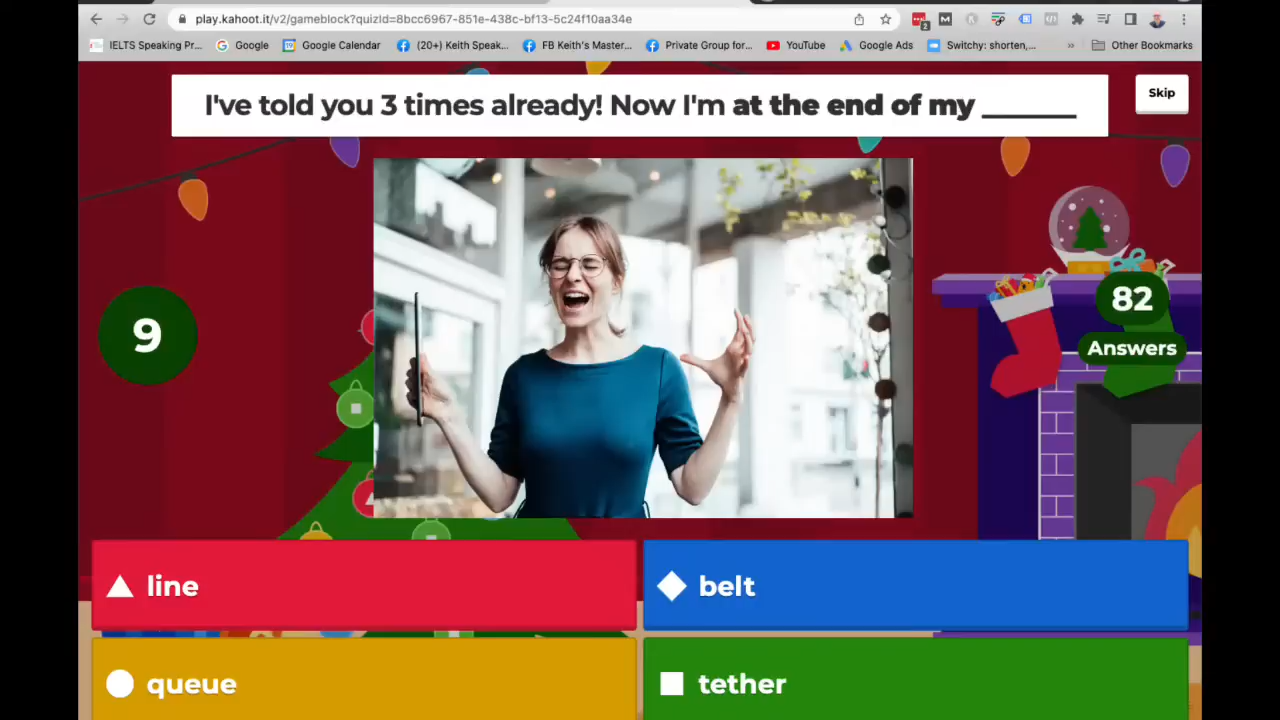 play.kahoot.it/v2/gameblock?quizId=8bcc6967-851e-438c-bf13-5c24f10aa34e
2
IELTS Speaking Pr... Google Google Calendar (20+) Keith Speak... FB Keith's Master... Private Group for... YouTube Google Ads Switchy: shorten,... » Other Bookmarks
I've told you 3 times already! Now I'm at the end of my ______
Skip
9
82
Answers
line
belt
queue
tether